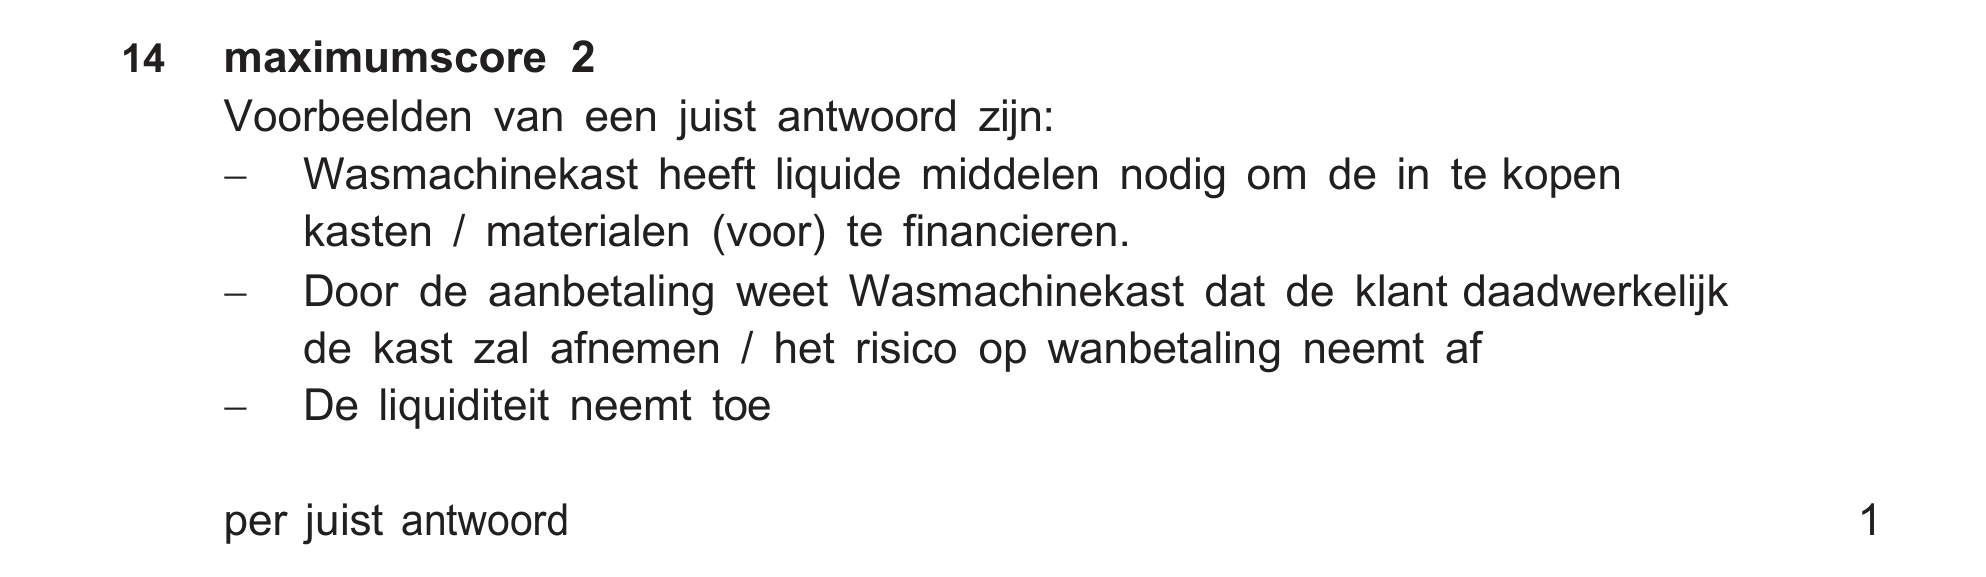 14 maximumscore 2
Voorbeelden van een juist antwoord zijn:
– Wasmachinekast heeft liquide middelen nodig om de in te kopen
kasten / materialen (voor) te financieren.
– Door de aanbetaling weet Wasmachinekast dat de klant daadwerkelijk
de kast zal afnemen / het risico op wanbetaling neemt af
– De liquiditeit neemt toe
per juist antwoord 1